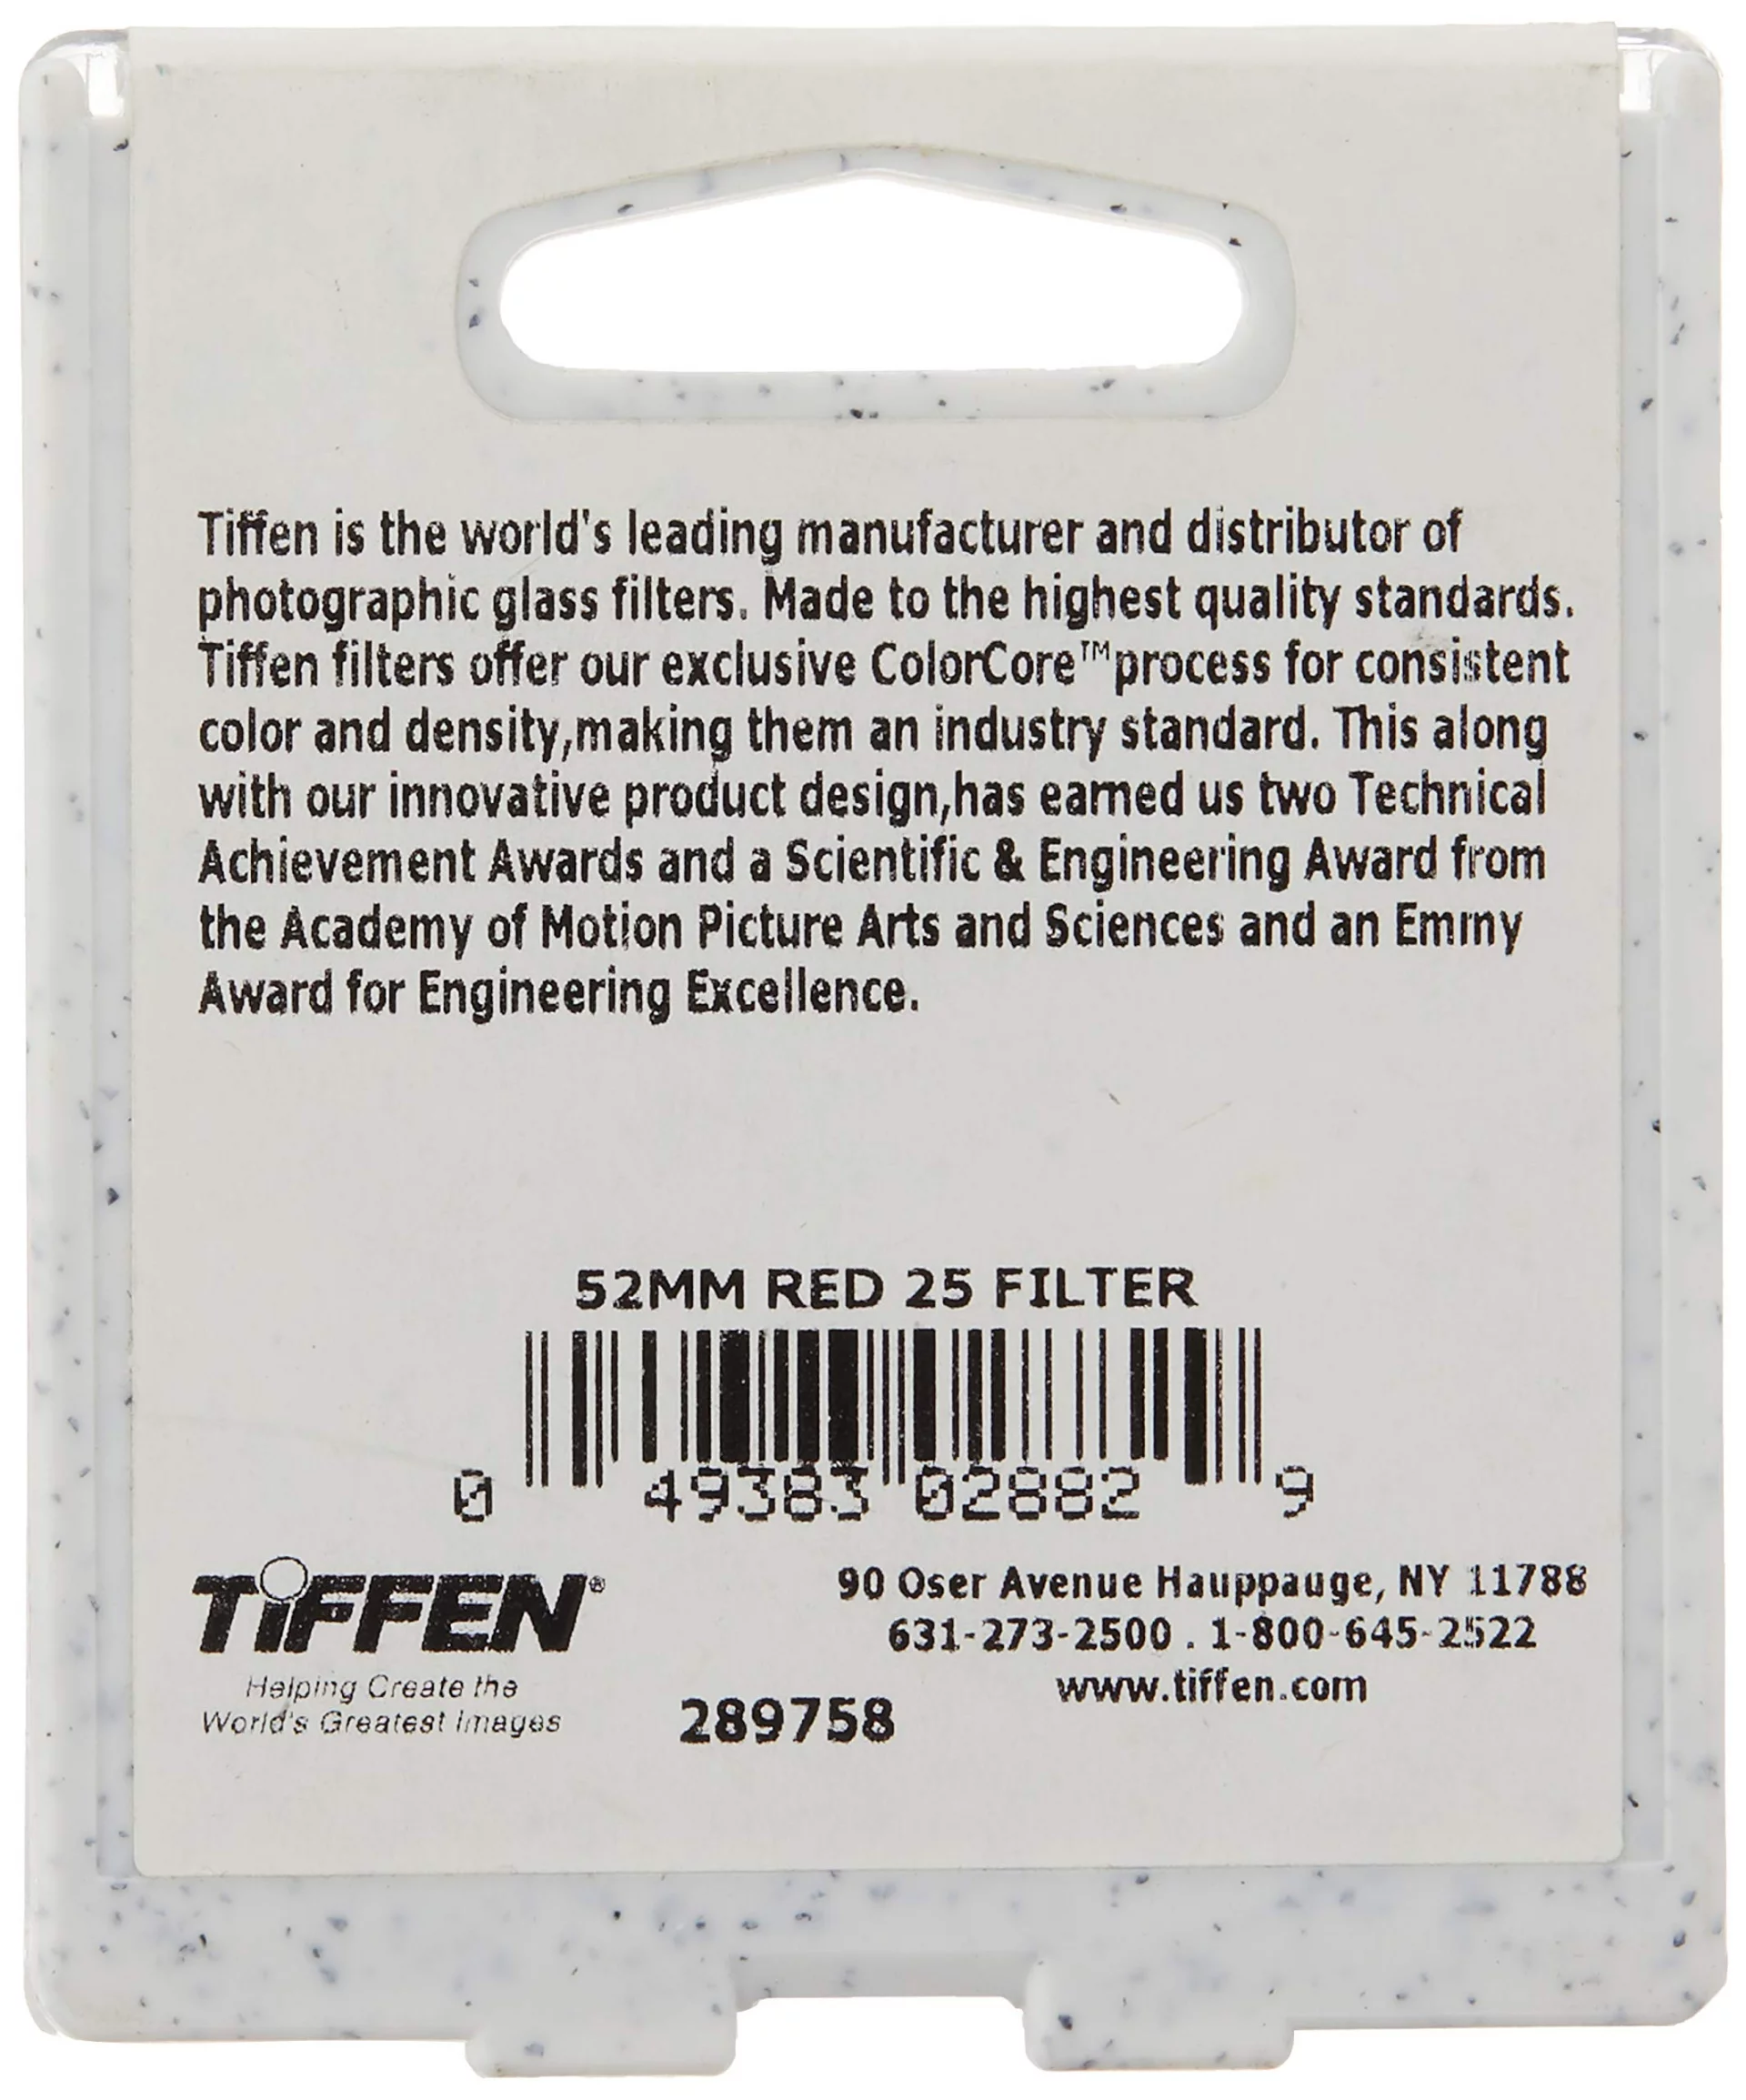 Tiffen is the world's leading manufacturer and distributor of
photographic glass filters. Made to the highest quality standards.
Tiffen filters offer our exclusive ColorCore™process for consistent
color and density,making them an industry standard. This along
with our innovative product design,has earned us two Technical
Achievement Awards and a Scientific & Engineering Award from
the Academy of Motion Picture Arts and Sciences and an Emmy
Award for Engineering Excellence.
52MM RED 25 FILTER
0 49383 02882 9
TiFFEN®
Helping Create the
World's Greatest Images
289758
90 Oser Avenue Hauppauge, NY 11788
631-273-2500 . 1-800-645-2522
www.tiffen.com